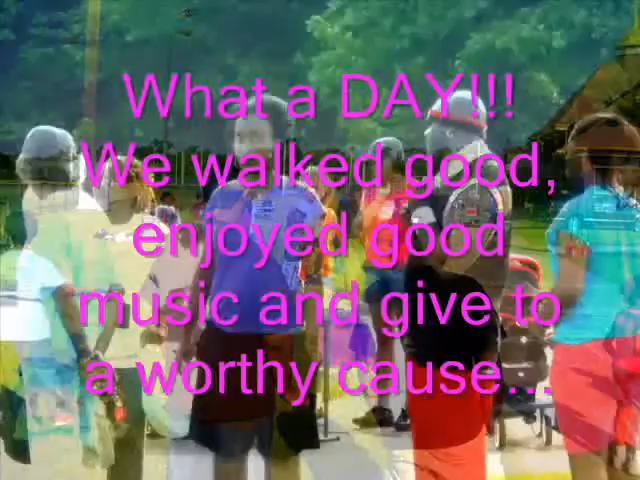 What a DAY!!!
We walked good,
enjoyed good
music and give to
a worthy cause...